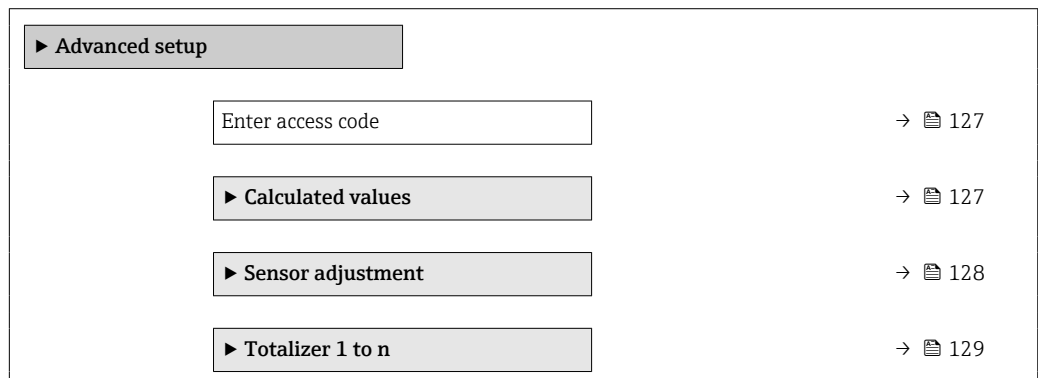 ▶ Advanced setup
Enter access code → 127
▶ Calculated values → 127
▶ Sensor adjustment → 128
▶ Totalizer 1 to n → 129